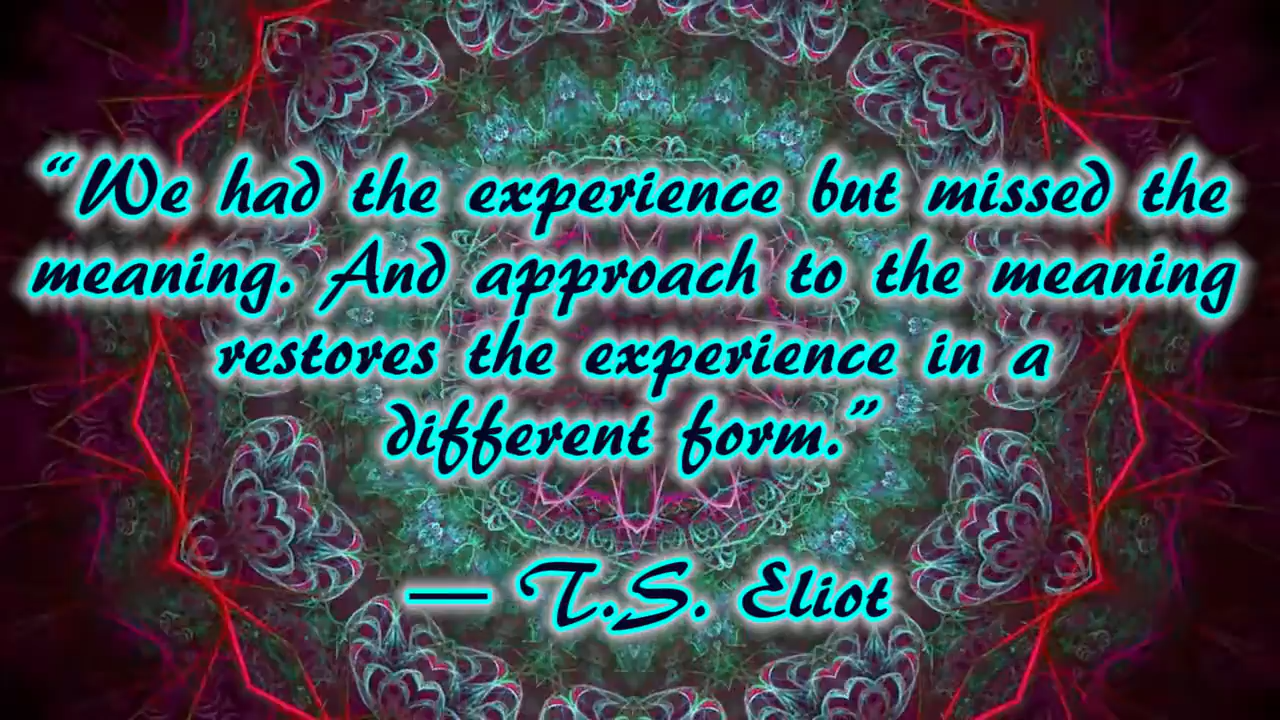 “We had the experience but missed the
meaning. And approach to the meaning
restores the experience in a
different form.”
— T.S. Eliot